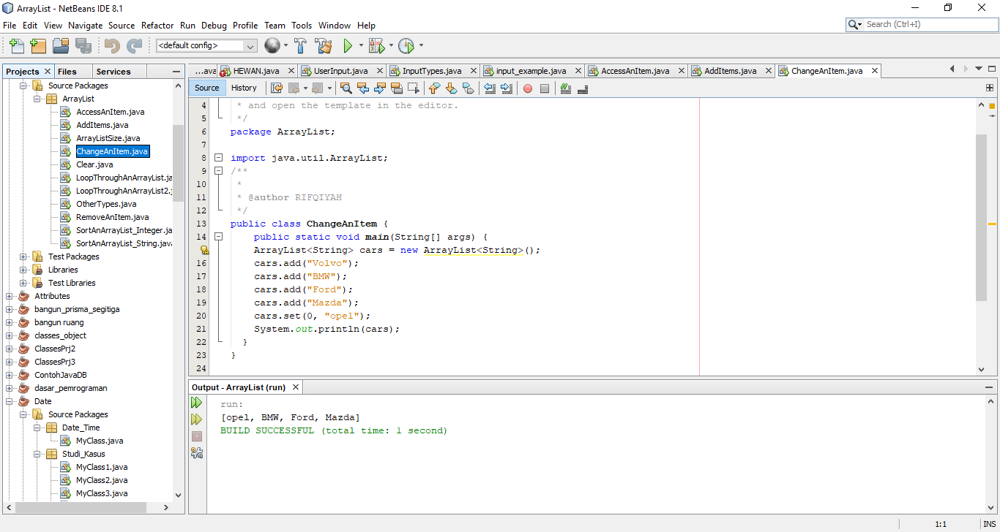 ArrayList - NetBeans IDE 8.1
File Edit View Navigate Source Refactor Run Debug Profile Team Tools Window Help
Search (Ctrl+I)
<default config>
Projects Files Services
Source Packages
ArrayList
AccessAnItem.java
AddItems.java
ArrayListSize.java
ChangeAnItem.java
Clear.java
LoopThroughAnArrayList.ja
LoopThroughAnArrayList2.j
OtherTypes.java
RemoveAnItem.java
SortAnArrayList_Integer.ja
SortAnArrayList_String.java
Test Packages
Libraries
Test Libraries
Attributes
bangun_prisma_segitiga
bangun ruang
classes_object
ClassesPrj2
ClassesPrj3
ContohJavaDB
dasar_pemrograman
Date
Source Packages
Date_Time
MyClass.java
Studi_Kasus
MyClass1.java
MyClass2.java
MyClass3.java
...ava HEWAN.java UserInput.java InputTypes.java input_example.java AccessAnItem.java AddItems.java ChangeAnItem.java
Source History
4 * and open the template in the editor.
5 */
6 package ArrayList;
7
8 import java.util.ArrayList;
9 /**
10 *
11 * @author RIFQIYAH
12 */
13 public class ChangeAnItem {
14 public static void main(String[] args) {
ArrayList<String> cars = new ArrayList<String>();
16 cars.add("Volvo");
17 cars.add("BMW");
18 cars.add("Ford");
19 cars.add("Mazda");
20 cars.set(0, "opel");
21 System.out.println(cars);
22 }
23 }
24
Output - ArrayList (run)
run:
[opel, BMW, Ford, Mazda]
BUILD SUCCESSFUL (total time: 1 second)
1:1 INS